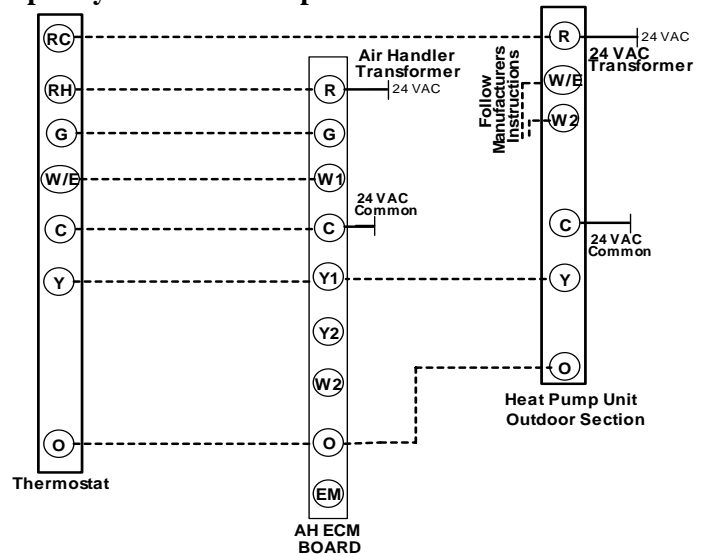 RC
RH
G
W/E
C
Y
O
Thermostat
Air Handler
Transformer
24 VAC
R
G
W1
24 VAC
Common
C
Y1
Y2
W2
O
EM
AH ECM
BOARD
Follow
Manufacturers
Instructions
R
24 VAC
24 VAC
Transformer
W/E
W2
C
24 VAC
Common
Y
O
Heat Pump Unit
Outdoor Section